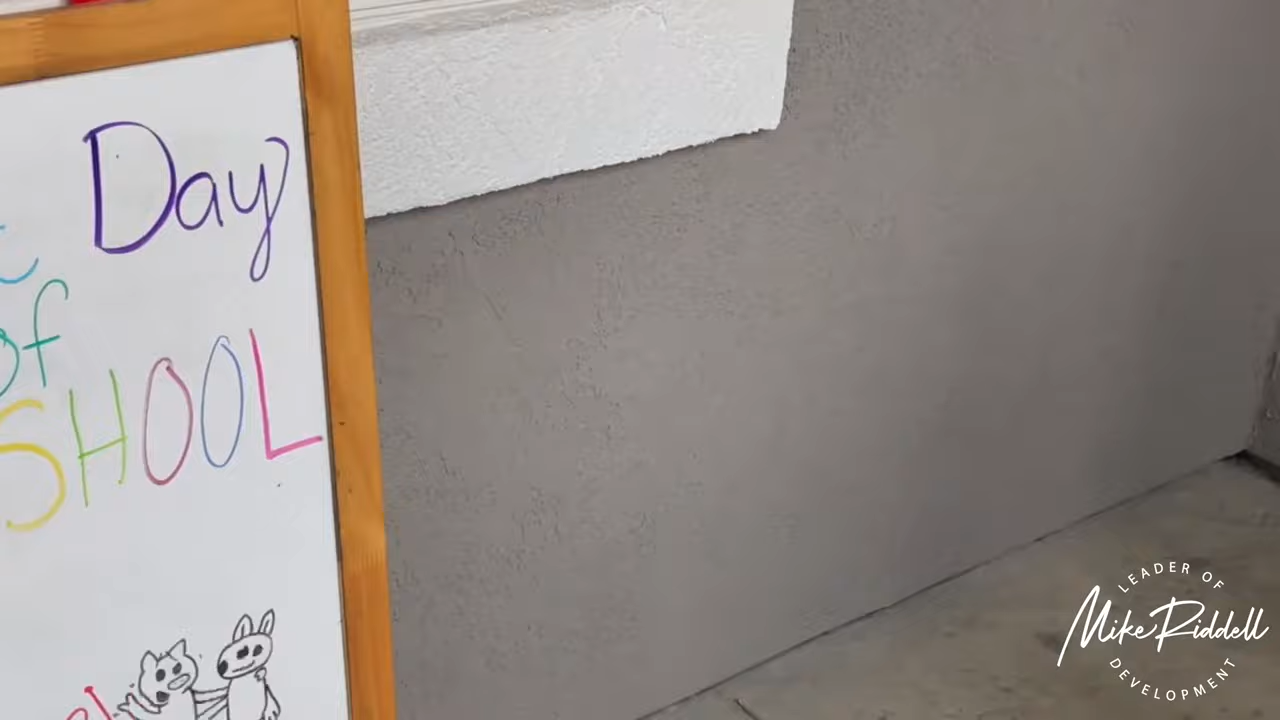 Day
of
SHOOL
LEADER OF
Mike Riddell
DEVELOPMENT